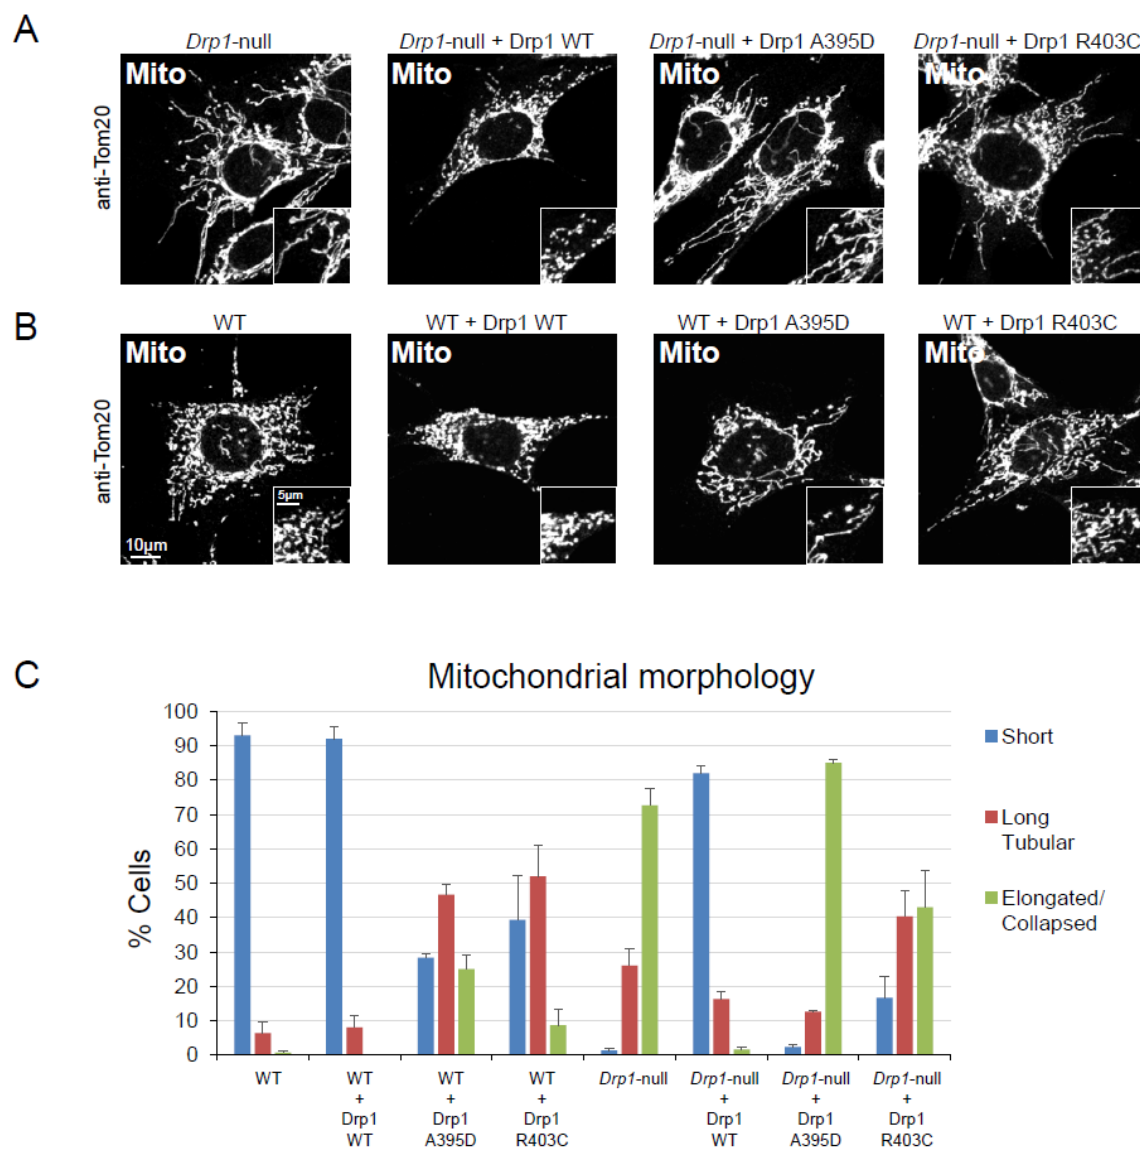 A
Drp1-null
Drp1-null + Drp1 WT
Drp1-null + Drp1 A395D
Drp1-null + Drp1 R403C
anti-Tom20
Mito
Mito
Mito
Mito
B
WT
WT + Drp1 WT
WT + Drp1 A395D
WT + Drp1 R403C
anti-Tom20
Mito
Mito
Mito
Mito
5µm
10µm
C
Mitochondrial morphology
% Cells
100
90
80
70
60
50
40
30
20
10
0
Short
Long
Tubular
Elongated/
Collapsed
WT
WT
+
Drp1
WT
WT
+
Drp1
A395D
WT
+
Drp1
R403C
Drp1-null
Drp1-null
+
Drp1
WT
Drp1-null
+
Drp1
A395D
Drp1-null
+
Drp1
R403C